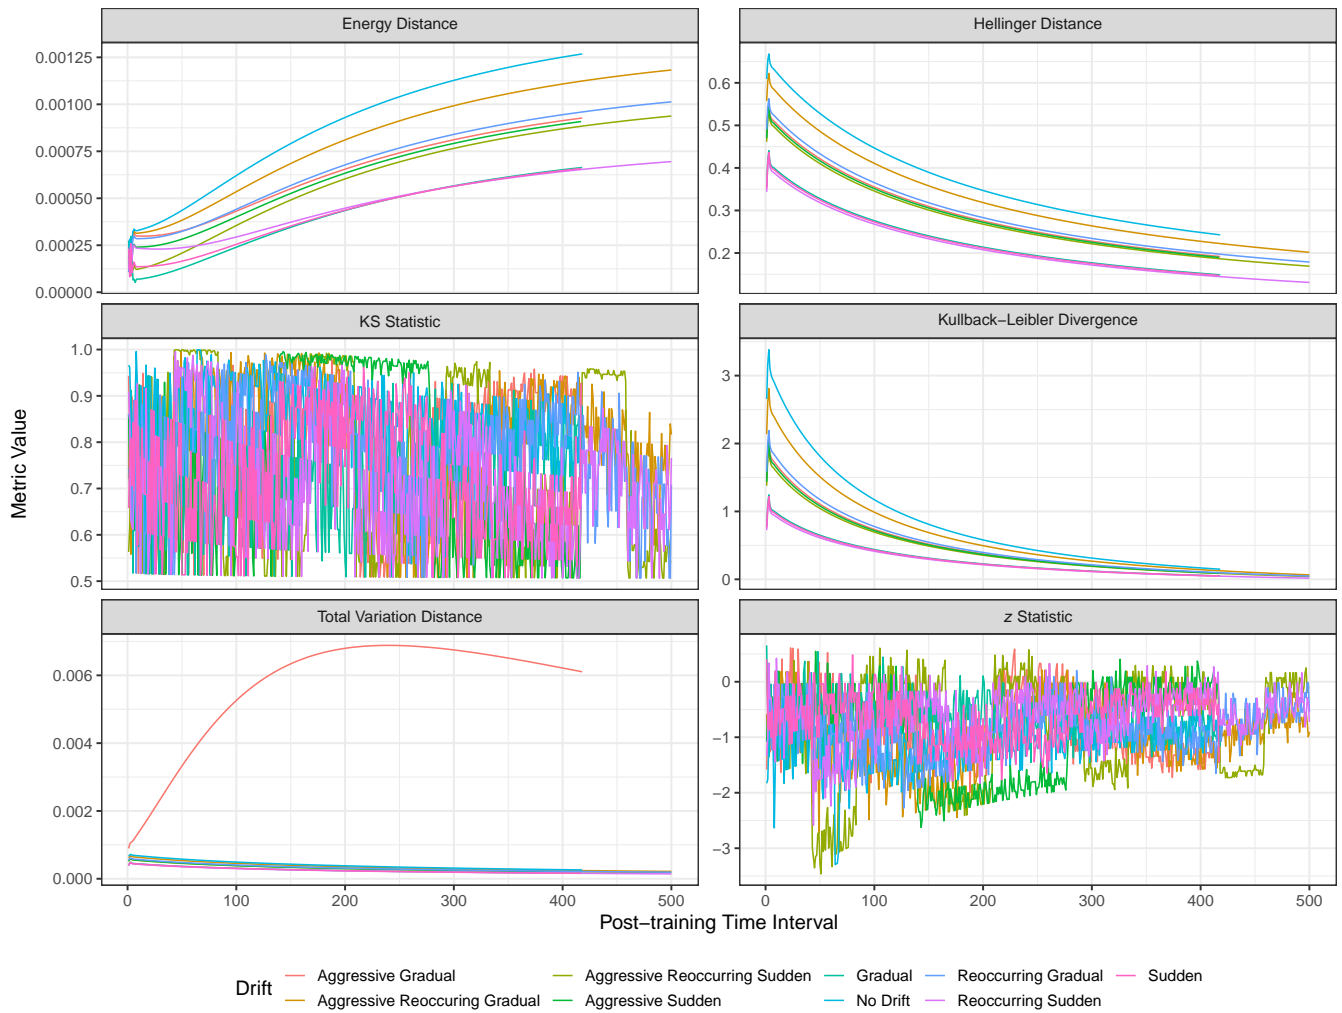 Energy Distance
Hellinger Distance
0.00125
0.00100
0.00075
0.00050
0.00025
0.00000
0.6
0.5
0.4
0.3
0.2
KS Statistic
Kullback−Leibler Divergence
1.0
0.9
0.8
0.7
0.6
0.5
3
2
1
0
Metric Value
Total Variation Distance
z Statistic
0.006
0.004
0.002
0.000
0
−1
−2
−3
0 100 200 300 400 500
0 100 200 300 400 500
Post−training Time Interval
Drift
Aggressive Gradual
Aggressive Reoccuring Gradual
Aggressive Reoccurring Sudden
Aggressive Sudden
Gradual
No Drift
Reoccurring Gradual
Reoccurring Sudden
Sudden